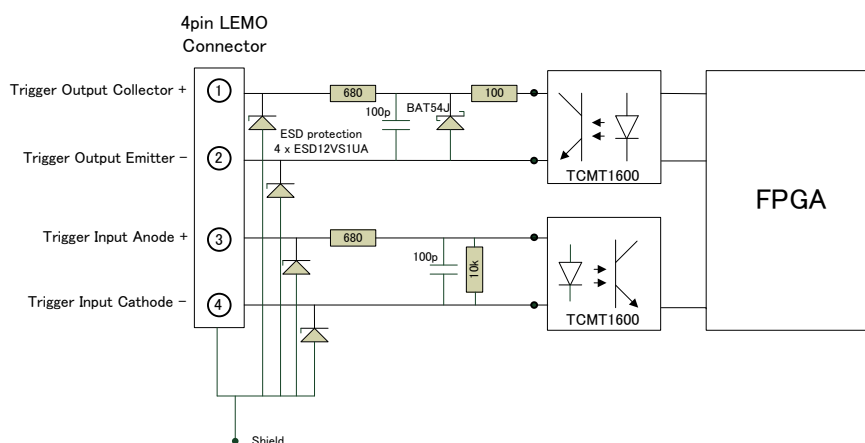 4pin LEMO
Connector
Trigger Output Collector +
1
680
100p
BAT54J
100
ESD protection
4 x ESD12VS1UA
Trigger Output Emitter -
2
TCMT1600
FPGA
Trigger Input Anode +
3
680
100p
10k
Trigger Input Cathode -
4
TCMT1600
Shield